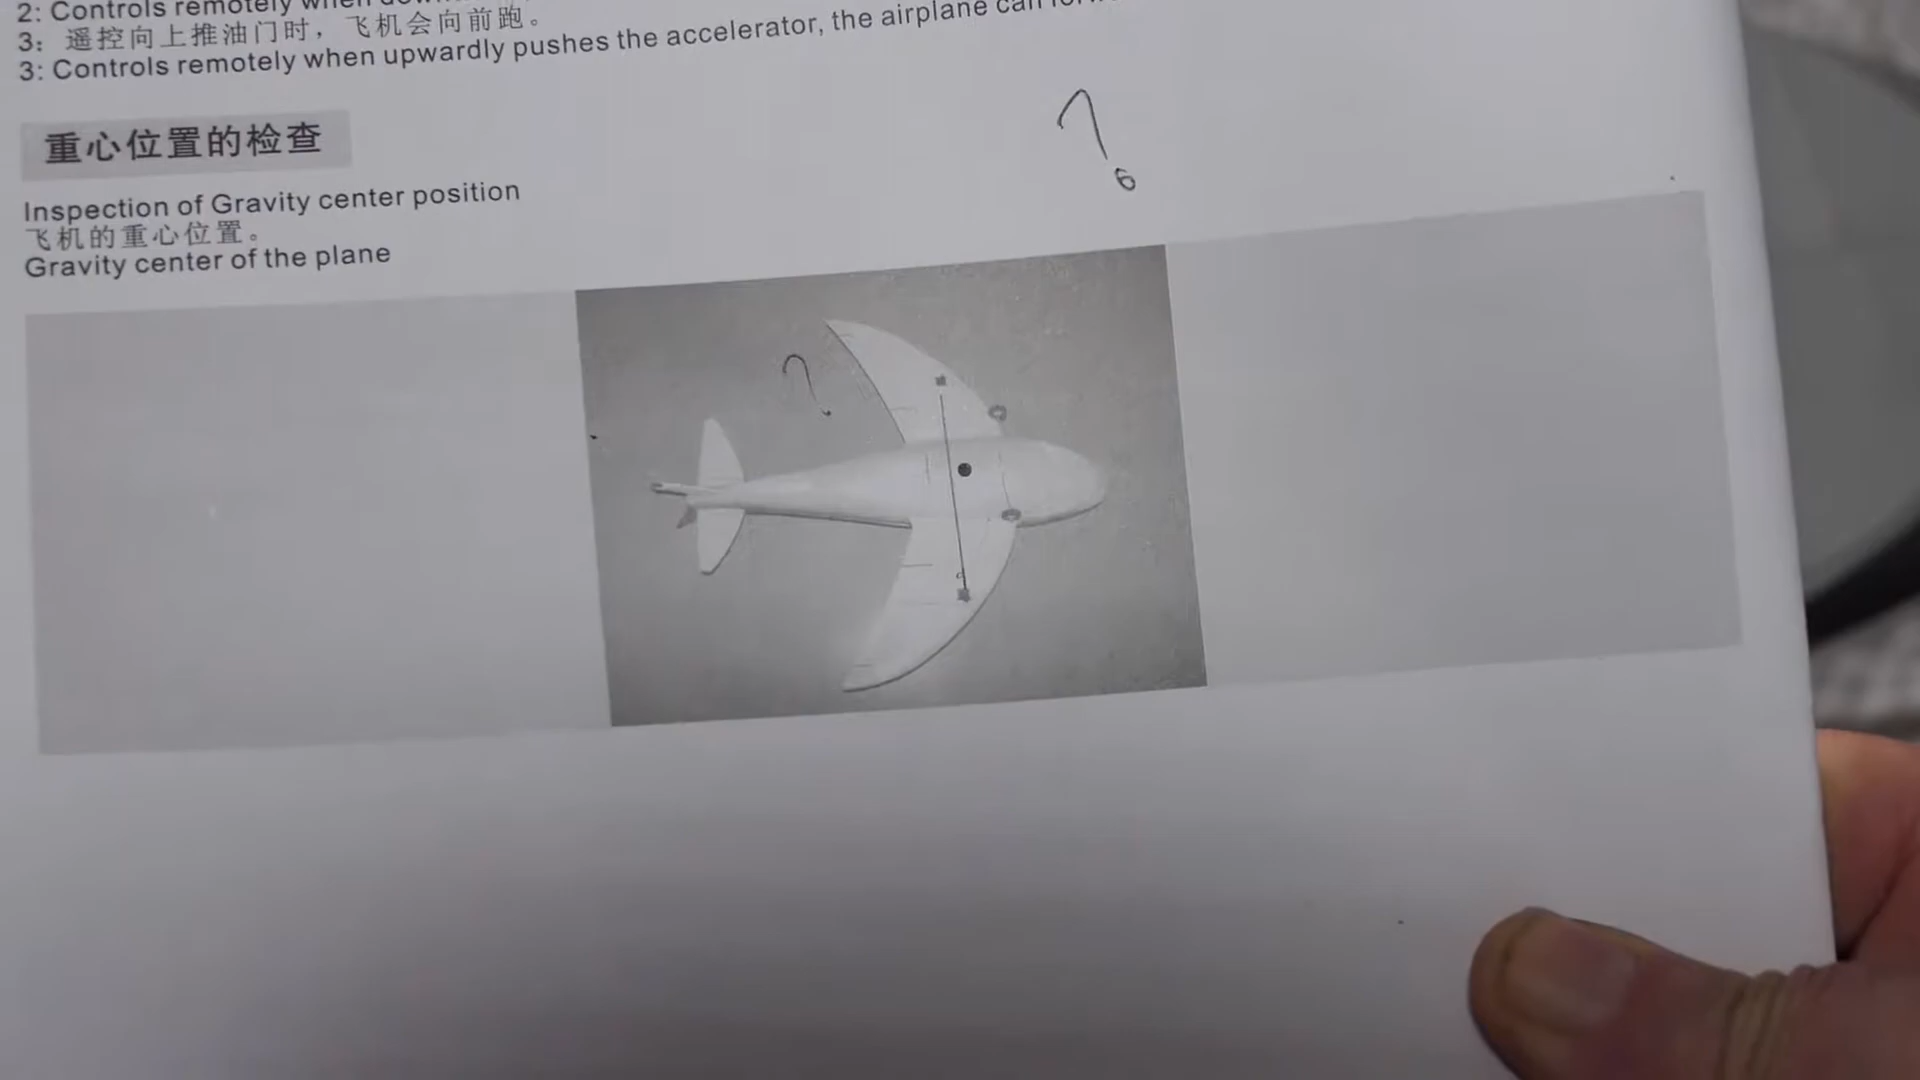 2: Controls remotely when
3: 遥控向上推油门时，飞机会向前跑。
3: Controls remotely when upwardly pushes the accelerator, the airplane can
重心位置的检查
Inspection of Gravity center position
飞机的重心位置。
Gravity center of the plane
?
?